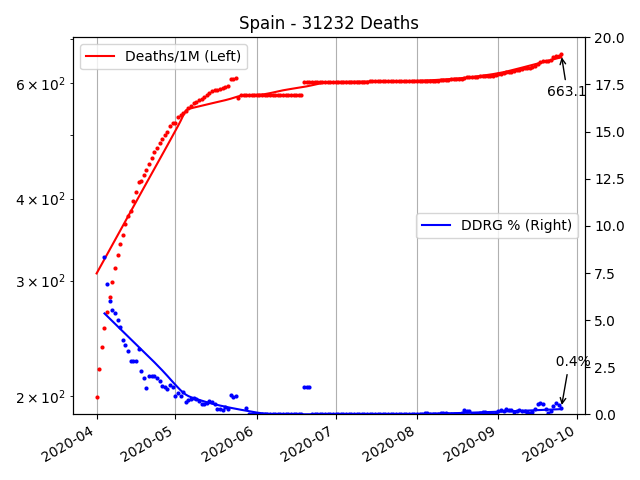 Spain - 31232 Deaths
Deaths/1M (Left)
DDRG % (Right)
663.1
0.4%
6 × 10²
4 × 10²
3 × 10²
2 × 10²
20.0
17.5
15.0
12.5
10.0
7.5
5.0
2.5
0.0
2020-04
2020-05
2020-06
2020-07
2020-08
2020-09
2020-10